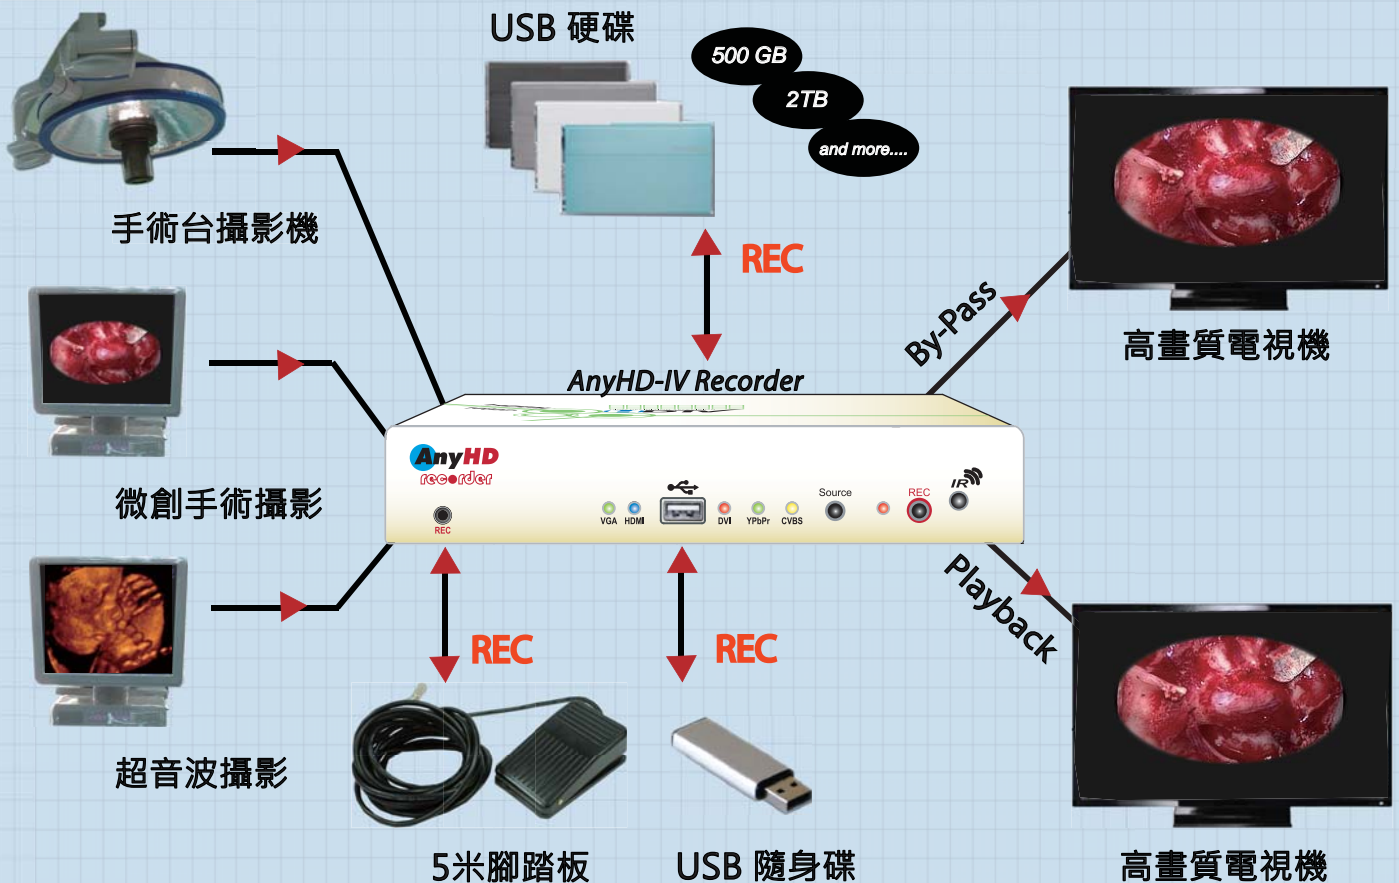 USB 硬碟
500 GB
2TB
and more....
手術台攝影機
REC
By-Pass
高畫質電視機
AnyHD-IV Recorder
微創手術攝影
AnyHD
recorder
REC
VGA
HDMI
DVI
YPbPr
CVBS
Source
REC
IR
Playback
REC
REC
超音波攝影
5米腳踏板
USB 隨身碟
高畫質電視機